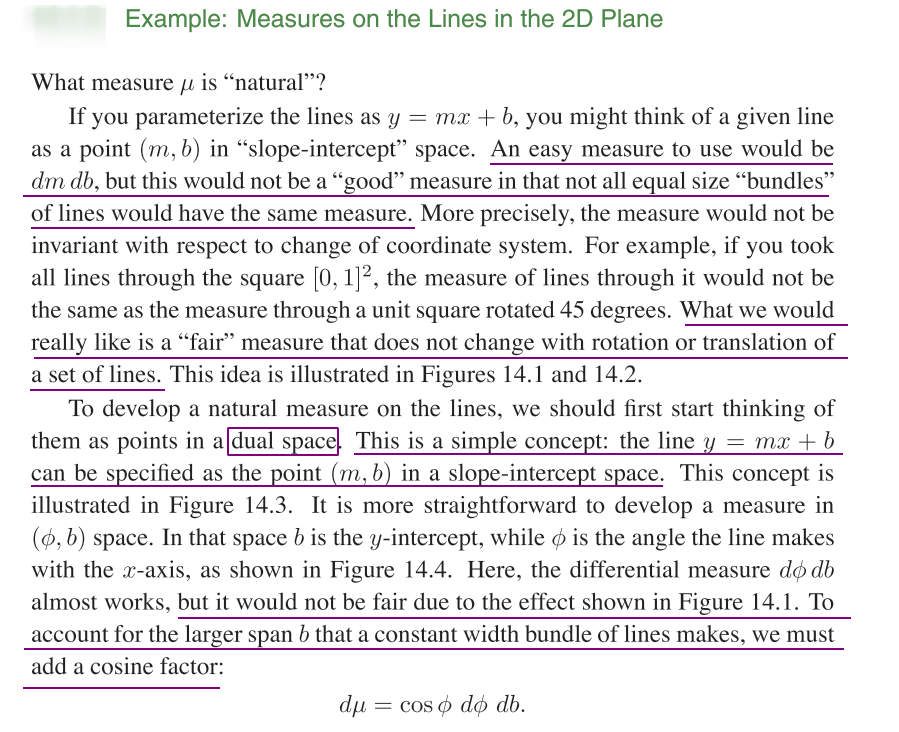 Example: Measures on the Lines in the 2D Plane
What measure μ is “natural”?
If you parameterize the lines as y = mx + b, you might think of a given line
as a point (m, b) in “slope-intercept” space. An easy measure to use would be
dm db, but this would not be a “good” measure in that not all equal size “bundles”
of lines would have the same measure. More precisely, the measure would not be
invariant with respect to change of coordinate system. For example, if you took
all lines through the square [0, 1]², the measure of lines through it would not be
the same as the measure through a unit square rotated 45 degrees. What we would
really like is a “fair” measure that does not change with rotation or translation of
a set of lines. This idea is illustrated in Figures 14.1 and 14.2.
To develop a natural measure on the lines, we should first start thinking of
them as points in a dual space. This is a simple concept: the line y = mx + b
can be specified as the point (m, b) in a slope-intercept space. This concept is
illustrated in Figure 14.3. It is more straightforward to develop a measure in
(ϕ, b) space. In that space b is the y-intercept, while ϕ is the angle the line makes
with the x-axis, as shown in Figure 14.4. Here, the differential measure dϕ db
almost works, but it would not be fair due to the effect shown in Figure 14.1. To
account for the larger span b that a constant width bundle of lines makes, we must
add a cosine factor:
dμ = cos ϕ dϕ db.